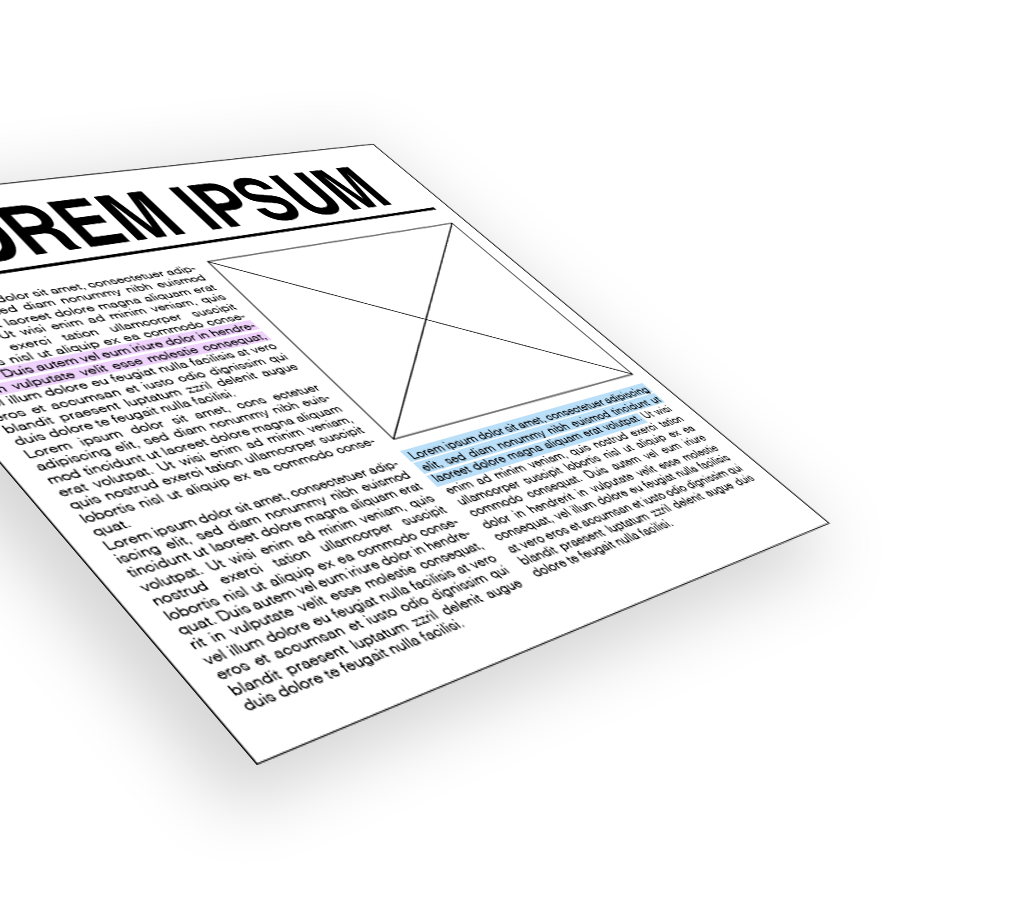 OREM IPSUM
dolor sit amet, consectetuer adip-
sed diam nonummy nibh euismod
laoreet dolore magna aliquam erat
Ut wisi enim ad minim veniam, quis
exerci tation ullamcorper suscipit
nisl ut aliquip ex ea commodo conse-
Duis autem vel eum iriure dolor in hendre-
vulputate velit esse molestie consequat,
illum dolore eu feugiat nulla facilisis at vero
eros et accumsan et iusto odio dignissim qui
blandit praesent luptatum zzril delenit augue
duis dolore te feugait nulla facilisi.
Lorem ipsum dolor sit amet, cons ectetuer
adipiscing elit, sed diam nonummy nibh euis-
mod tincidunt ut laoreet dolore magna aliquam
erat volutpat. Ut wisi enim ad minim veniam,
quis nostrud exerci tation ullamcorper suscipit
lobortis nisl ut aliquip ex ea commodo conse-
quat.
Lorem ipsum dolor sit amet, consectetuer adip-
iscing elit, sed diam nonummy nibh euismod
tincidunt ut laoreet dolore magna aliquam erat
volutpat. Ut wisi enim ad minim veniam, quis
nostrud exerci tation ullamcorper suscipit
lobortis nisl ut aliquip ex ea commodo conse-
quat. Duis autem vel eum iriure dolor in hendre-
rit in vulputate velit esse molestie consequat,
vel illum dolore eu feugiat nulla facilisis at vero
eros et accumsan et iusto odio dignissim qui
blandit praesent luptatum zzril delenit augue
duis dolore te feugait nulla facilisi.
Lorem ipsum dolor sit amet, consectetuer adipiscing
elit, sed diam nonummy nibh euismod tincidunt ut
laoreet dolore magna aliquam erat volutpat. Ut wisi
enim ad minim veniam, quis nostrud exerci tation
ullamcorper suscipit lobortis nisl ut aliquip ex ea
commodo consequat. Duis autem vel eum iriure
dolor in hendrerit in vulputate velit esse molestie
consequat, vel illum dolore eu feugiat nulla facilisis
at vero eros et accumsan et iusto odio dignissim qui
blandit praesent luptatum zzril delenit augue duis
dolore te feugait nulla facilisi.